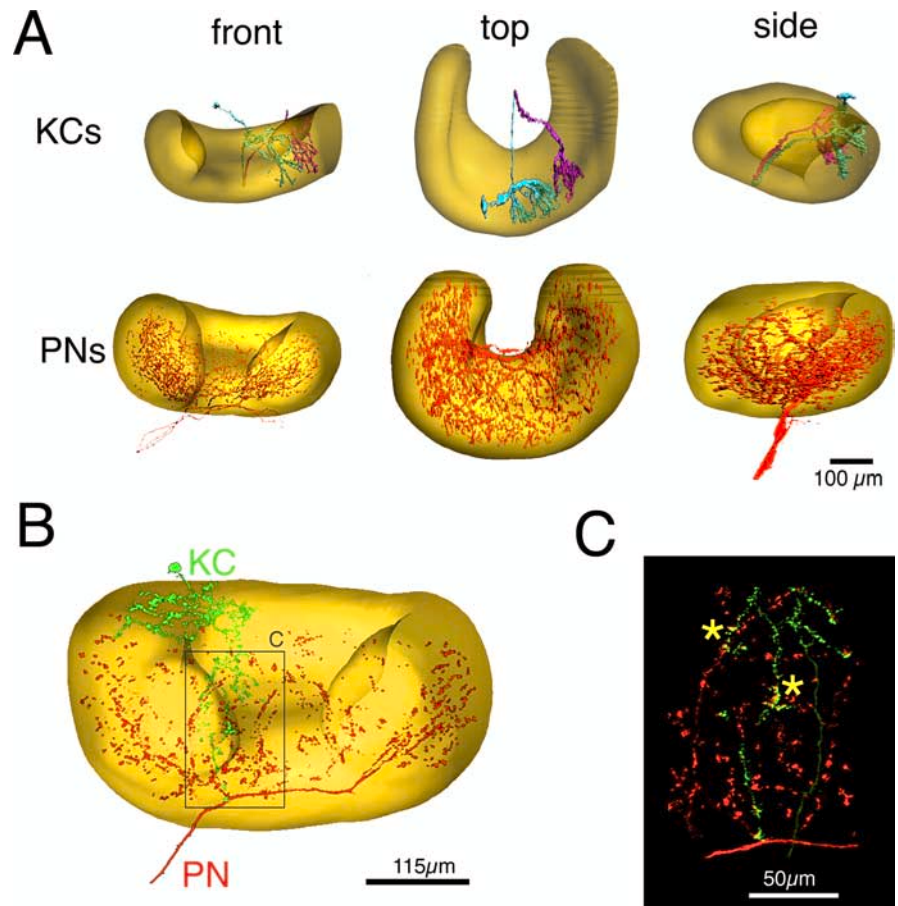 A
front
top
side
KCs
PNs
100 µm
B
KC
C
PN
115µm
C
*
*
50µm